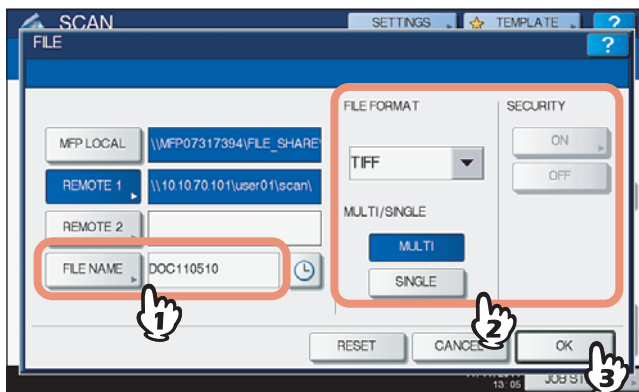 SCAN
SETTINGS
TEMPLATE
?
FILE
?
FILE FORMAT
SECURITY
MFP LOCAL
\\MFP07317394\FILE_SHARE
ON
TIFF
REMOTE 1
\\10.10.70.101\user01\scan\
OFF
REMOTE 2
MULTI/SINGLE
MULTI
FILE NAME
DOC110510
SINGLE
1
2
RESET
CANCEL
OK
3
13:05
JOB ST